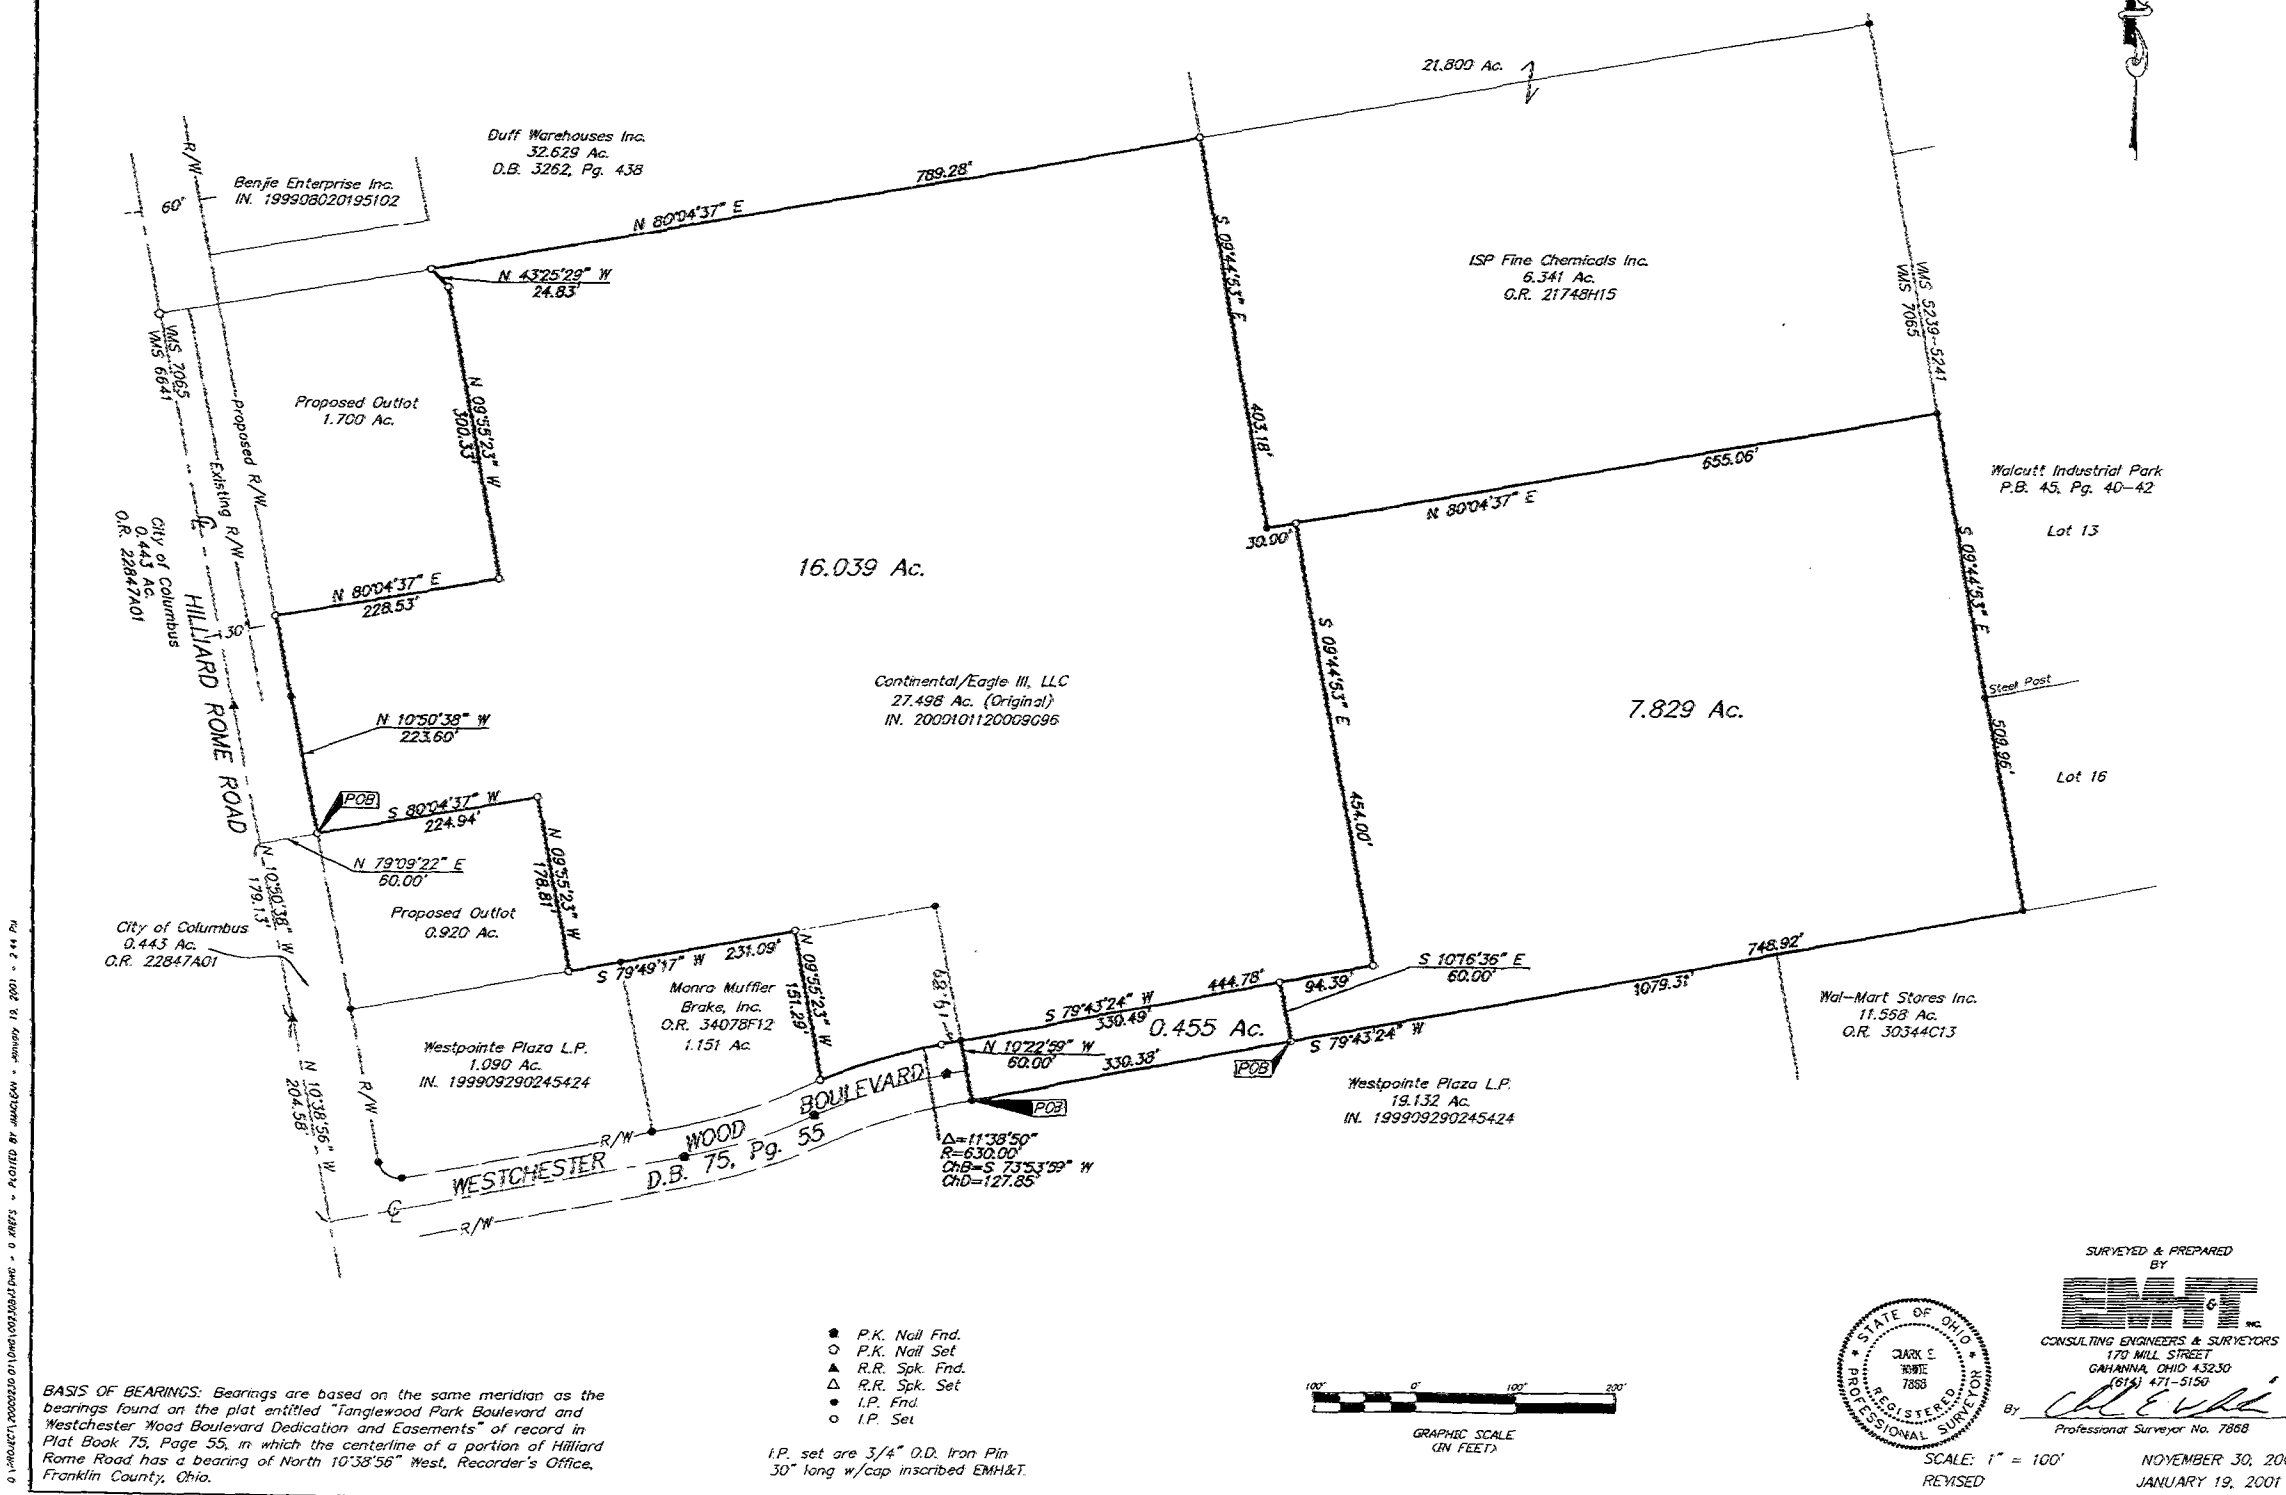 21.800 Ac.
Duff Warehouses Inc.
32.629 Ac.
D.B. 3262, Pg. 438
Benjie Enterprise Inc.
IN. 199908020195102
R/W
60'
789.28'
N 80°04'37" E
N 43°25'29" W
24.83'
S 09°44'53" E
403.18'
ISP Fine Chemicals Inc.
6.341 Ac.
O.R. 21748H15
VMS 5239-5241
VMS 7065
VMS 7065
VMS 6641
Proposed R/W
Existing R/W
Proposed Outlot
1.700 Ac.
N 09°55'23" W
300.33'
655.06'
N 80°04'37" E
30.00'
Walcutt Industrial Park
P.B. 45, Pg. 40-42
Lot 13
City of Columbus
0.443 Ac.
O.R. 22847A01
HILLIARD ROME ROAD
30'
N 80°04'37" E
228.53'
16.039 Ac.
Continental/Eagle III, LLC
27.498 Ac. (Original)
IN. 2000101120009096
S 09°44'53" E
454.00'
7.829 Ac.
S 09°44'53" E
Steel Post
509.96'
Lot 16
N 10°50'38" W
223.60'
POB
S 80°04'37" W
224.94'
N 79°09'22" E
60.00'
N 10°50'38" W
179.13'
N 09°55'23" W
178.81'
Proposed Outlot
0.920 Ac.
City of Columbus
0.443 Ac.
O.R. 22847A01
S 79°49'17" W
231.09'
N 09°55'23" W
151.29'
Monro Muffler
Brake, Inc.
O.R. 34078F12
1.151 Ac.
Westpointe Plaza L.P.
1.090 Ac.
IN. 199909290245424
S 79°43'24" W
444.78'
330.49'
94.39'
S 10°16'36" E
60.00'
0.455 Ac.
748.92'
1079.31'
S 79°43'24" W
N 10°22'59" W
60.00'
330.38'
POB
POB
Wal-Mart Stores Inc.
11.568 Ac.
O.R. 30344C13
Westpointe Plaza L.P.
19.132 Ac.
IN. 199909290245424
R/W
N 10°38'56" W
204.58'
R/W
WESTCHESTER WOOD BOULEVARD
D.B. 75, Pg. 55
R/W
Δ=11°38'50"
R=630.00'
ChB=S 73°53'59" W
ChD=127.85'
P.K. Nail Fnd.
P.K. Nail Set
R.R. Spk. Fnd.
R.R. Spk. Set
I.P. Fnd.
I.P. Set
I.P. set are 3/4" O.D. Iron Pin
30" long w/cap inscribed EMH&T.
BASIS OF BEARINGS: Bearings are based on the same meridian as the
bearings found on the plat entitled "Tanglewood Park Boulevard and
Westchester Wood Boulevard Dedication and Easements" of record in
Plat Book 75, Page 55, in which the centerline of a portion of Hilliard
Rome Road has a bearing of North 10°38'56" West, Recorder's Office,
Franklin County, Ohio.
100' 0' 100' 200'
GRAPHIC SCALE
(IN FEET)
SURVEYED & PREPARED
BY
EMH&T INC.
CONSULTING ENGINEERS & SURVEYORS
170 MILL STREET
GAHANNA, OHIO 43230
(614) 471-5150
STATE OF OHIO
CLARK E.
WHITE
7868
REGISTERED
PROFESSIONAL SURVEYOR
By Clark E White
Professional Surveyor No. 7868
SCALE: 1" = 100'
NOVEMBER 30, 20
REVISED
JANUARY 19, 2001